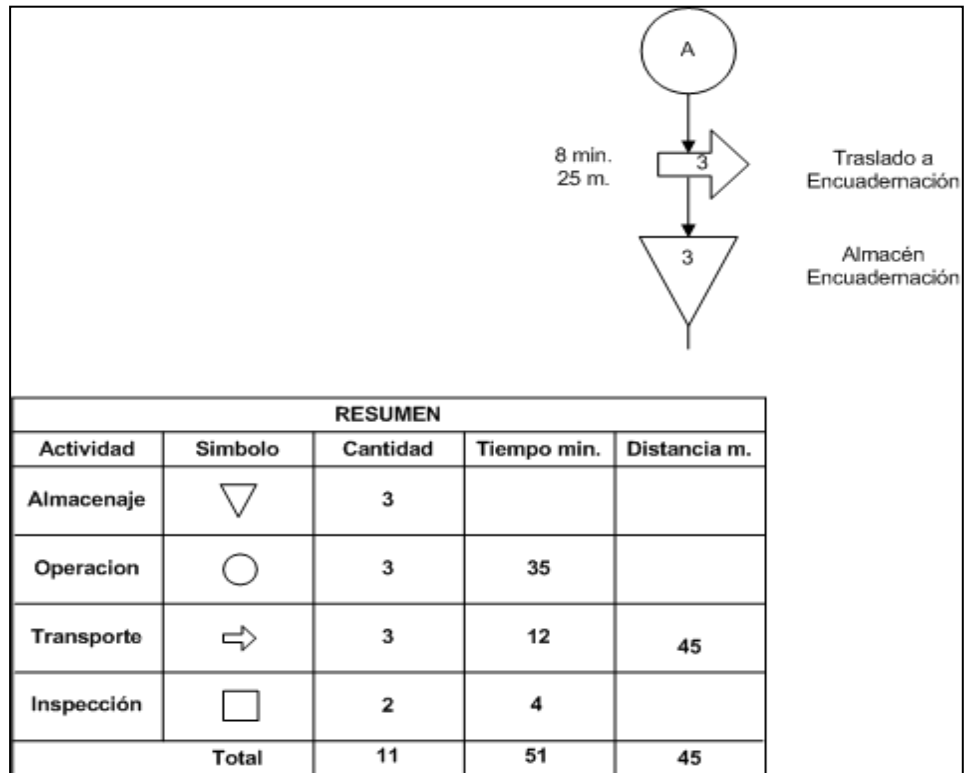 A
8 min.
25 m.
3
Traslado a
Encuadernación
3
Almacén
Encuadernación
RESUMEN
Actividad Simbolo Cantidad Tiempo min. Distancia m.
Almacenaje 3
Operacion 3 35
Transporte 3 12 45
Inspección 2 4
Total 11 51 45